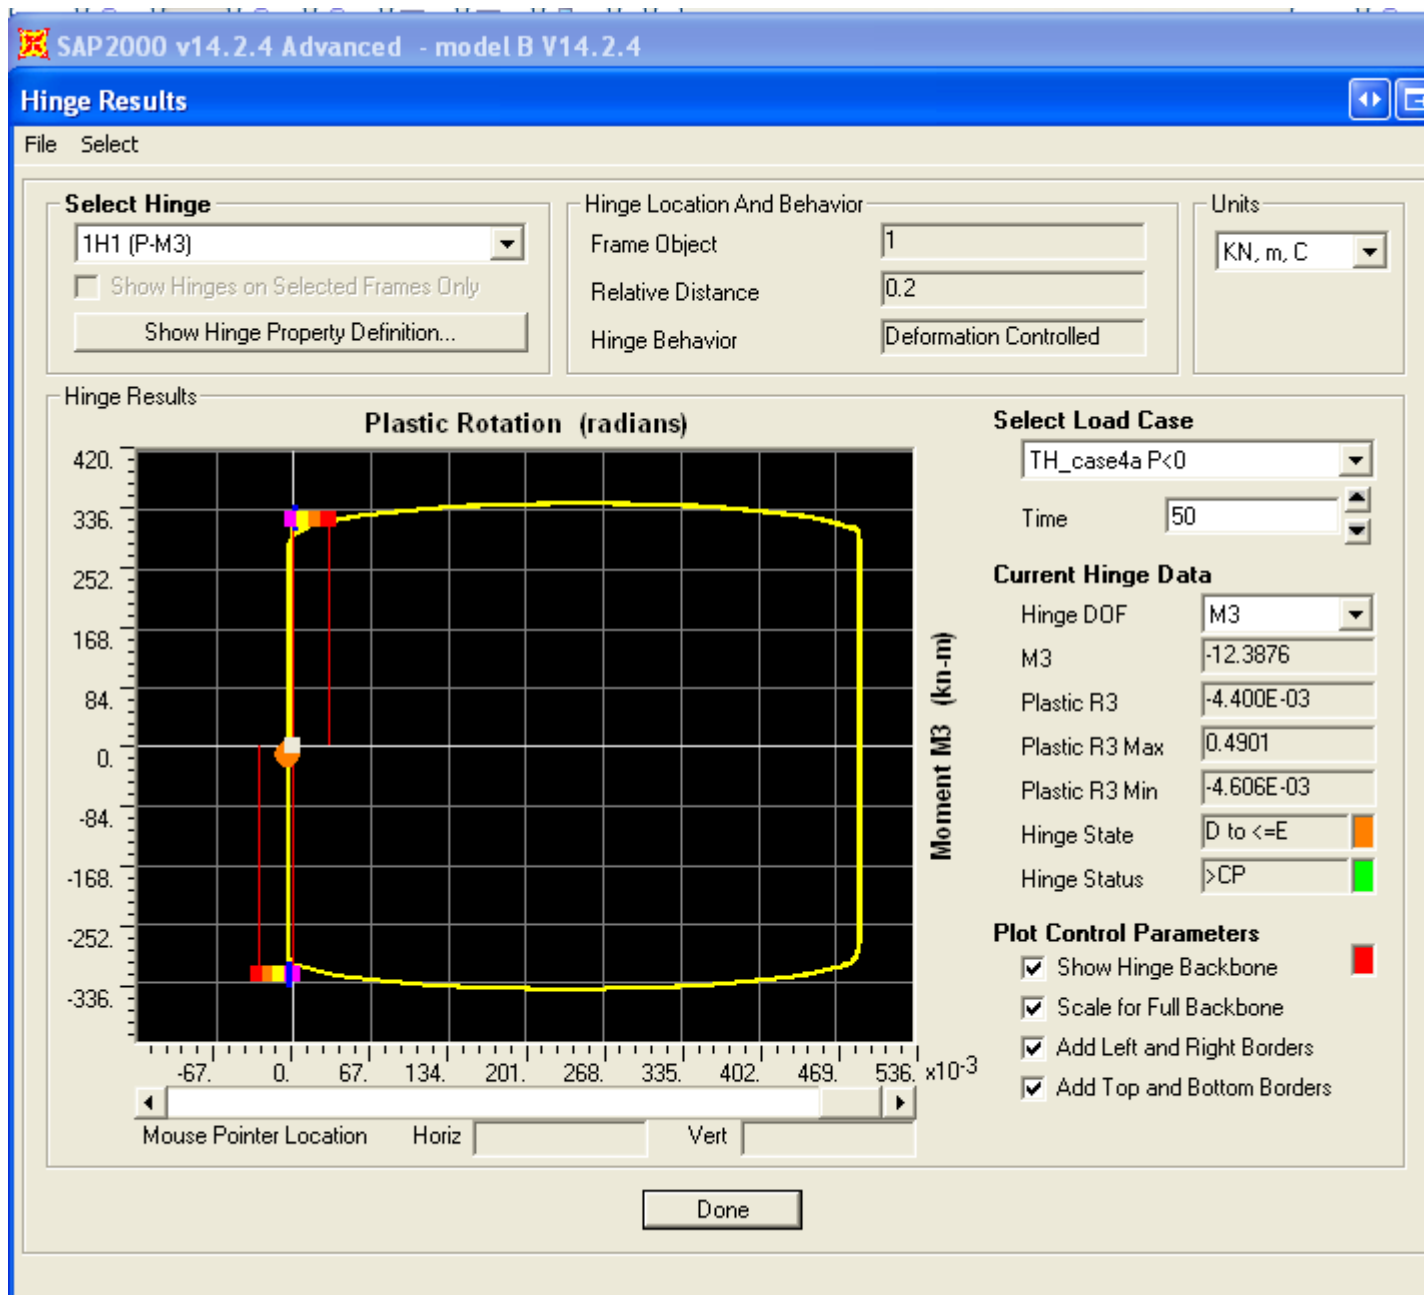 SAP2000 v14.2.4 Advanced - model B V14.2.4
Hinge Results
File Select
Select Hinge
1H1 (P-M3)
Show Hinges on Selected Frames Only
Show Hinge Property Definition...
Hinge Location And Behavior
Frame Object 1
Relative Distance 0.2
Hinge Behavior Deformation Controlled
Units
KN, m, C
Hinge Results
Plastic Rotation (radians)
420.
336.
252.
168.
84.
0.
-84.
-168.
-252.
-336.
-67. 0. 67. 134. 201. 268. 335. 402. 469. 536. x10-3
Moment M3 (kn-m)
Mouse Pointer Location Horiz Vert
Select Load Case
TH_case4a P<0
Time 50
Current Hinge Data
Hinge DOF M3
M3 -12.3876
Plastic R3 -4.400E-03
Plastic R3 Max 0.4901
Plastic R3 Min -4.606E-03
Hinge State D to <=E
Hinge Status >CP
Plot Control Parameters
Show Hinge Backbone
Scale for Full Backbone
Add Left and Right Borders
Add Top and Bottom Borders
Done